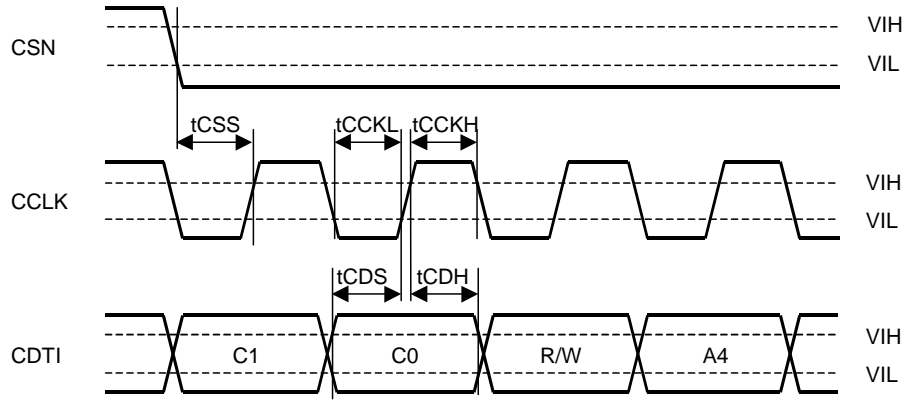 CSN
VIH
VIL
tCSS
tCCKL
tCCKH
CCLK
VIH
VIL
tCDS
tCDH
CDTI
C1
C0
R/W
A4
VIH
VIL